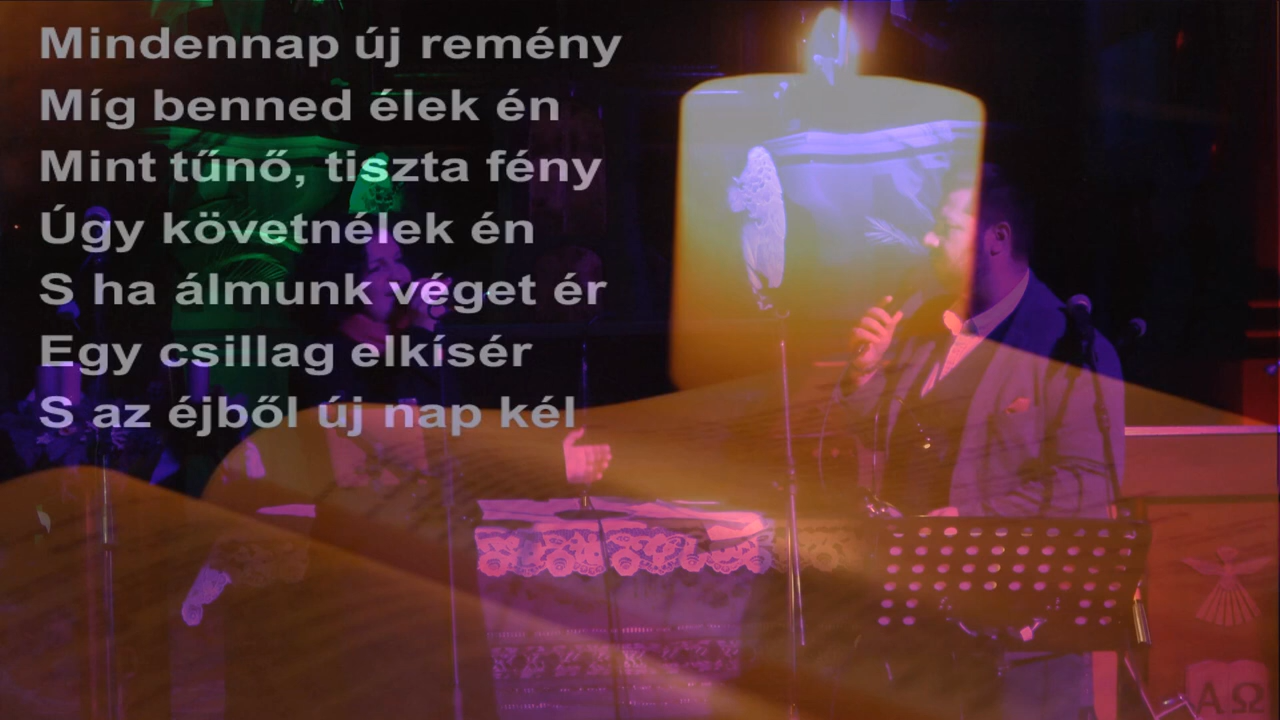 Mindennap új remény
Míg benned élek én
Mint tűnő, tiszta fény
Úgy követnélek én
S ha álmunk véget ér
Egy csillag elkísér
S az éjből új nap kél
Α Ω